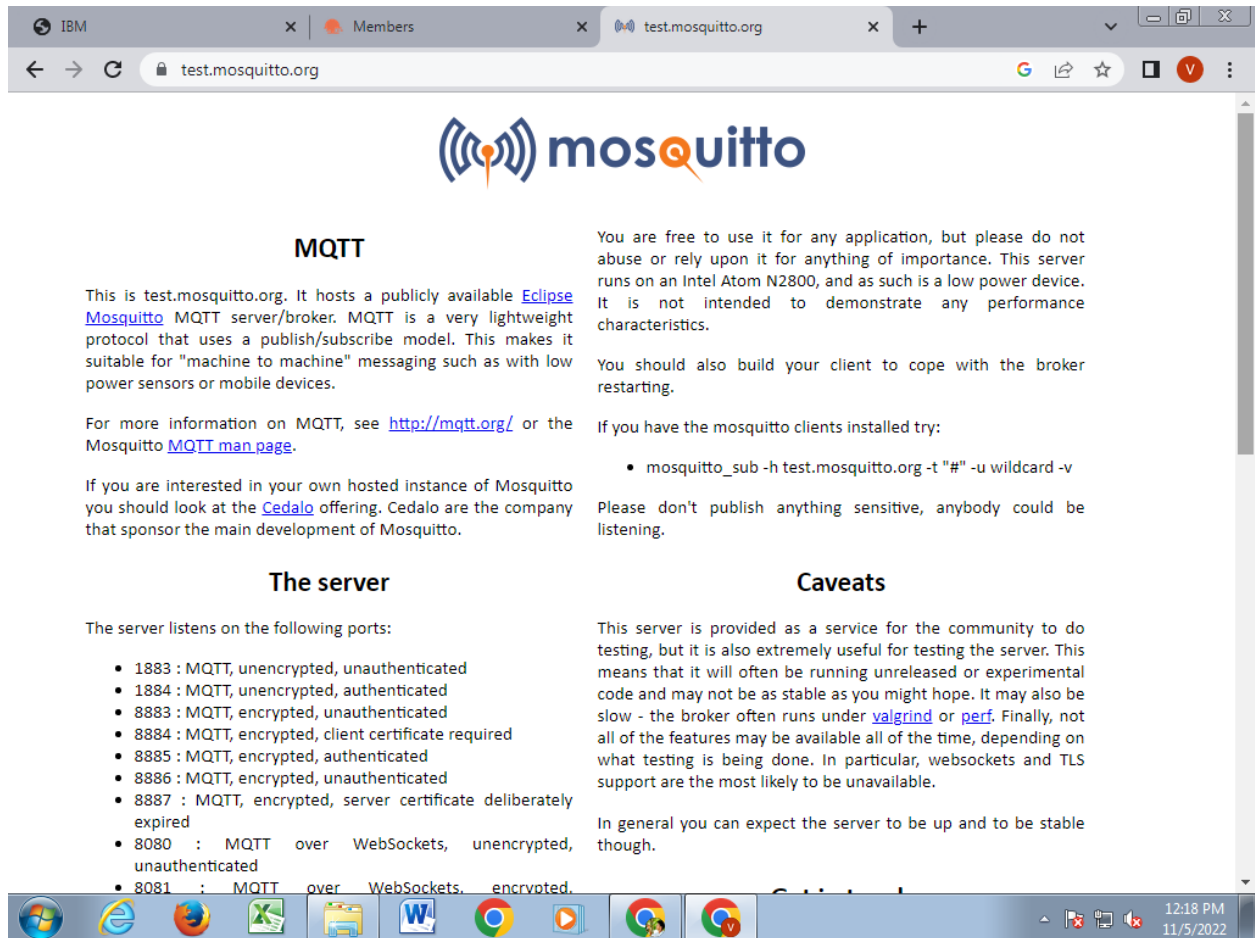 IBM
Members
test.mosquitto.org
test.mosquitto.org
G
V
mosquitto
MQTT
This is test.mosquitto.org. It hosts a publicly available Eclipse
Mosquitto MQTT server/broker. MQTT is a very lightweight
protocol that uses a publish/subscribe model. This makes it
suitable for "machine to machine" messaging such as with low
power sensors or mobile devices.
For more information on MQTT, see http://mqtt.org/ or the
Mosquitto MQTT man page.
If you are interested in your own hosted instance of Mosquitto
you should look at the Cedalo offering. Cedalo are the company
that sponsor the main development of Mosquitto.
The server
The server listens on the following ports:
• 1883 : MQTT, unencrypted, unauthenticated
• 1884 : MQTT, unencrypted, authenticated
• 8883 : MQTT, encrypted, unauthenticated
• 8884 : MQTT, encrypted, client certificate required
• 8885 : MQTT, encrypted, authenticated
• 8886 : MQTT, encrypted, unauthenticated
• 8887 : MQTT, encrypted, server certificate deliberately
expired
• 8080 : MQTT over WebSockets, unencrypted,
unauthenticated
• 8081 : MQTT over WebSockets, encrypted,
You are free to use it for any application, but please do not
abuse or rely upon it for anything of importance. This server
runs on an Intel Atom N2800, and as such is a low power device.
It is not intended to demonstrate any performance
characteristics.
You should also build your client to cope with the broker
restarting.
If you have the mosquitto clients installed try:
• mosquitto_sub -h test.mosquitto.org -t "#" -u wildcard -v
Please don't publish anything sensitive, anybody could be
listening.
Caveats
This server is provided as a service for the community to do
testing, but it is also extremely useful for testing the server. This
means that it will often be running unreleased or experimental
code and may not be as stable as you might hope. It may also be
slow - the broker often runs under valgrind or perf. Finally, not
all of the features may be available all of the time, depending on
what testing is being done. In particular, websockets and TLS
support are the most likely to be unavailable.
In general you can expect the server to be up and to be stable
though.
12:18 PM
11/5/2022